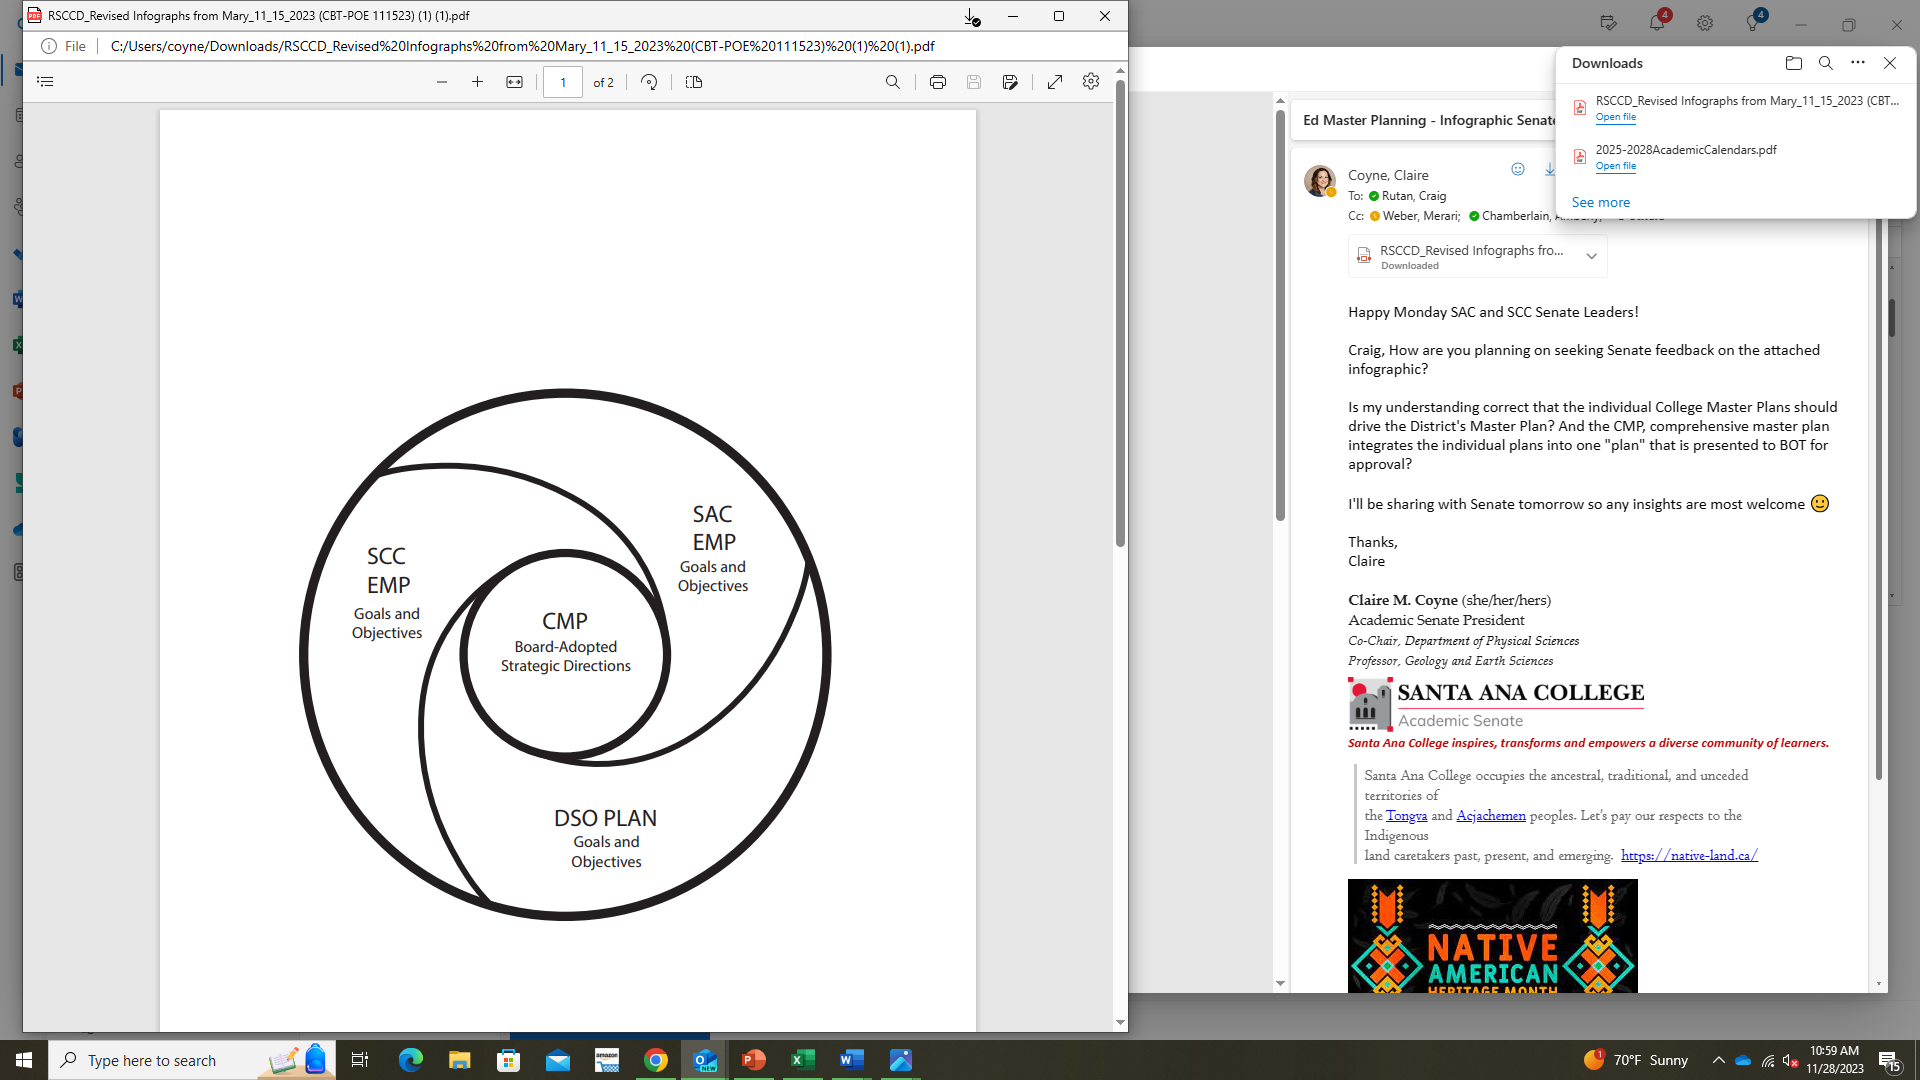 RSCCD_Revised Infographs from Mary_11_15_2023 (CBT-POE 111523) (1) (1).pdf
File
C:/Users/coyne/Downloads/RSCCD_Revised%20Infographs%20from%20Mary_11_15_2023%20(CBT-POE%20111523)%20(1)%20(1).pdf
1 of 2
SCC
EMP
Goals and
Objectives
SAC
EMP
Goals and
Objectives
CMP
Board-Adopted
Strategic Directions
DSO PLAN
Goals and
Objectives
4
4
Downloads
RSCCD_Revised Infographs from Mary_11_15_2023 (CBT...
Open file
2025-2028AcademicCalendars.pdf
Open file
See more
Ed Master Planning - Infographic Senate
Coyne, Claire
To: Rutan, Craig
Cc: Weber, Merari; Chamberlain,
RSCCD_Revised Infographs fro...
Downloaded
Happy Monday SAC and SCC Senate Leaders!
Craig, How are you planning on seeking Senate feedback on the attached
infographic?
Is my understanding correct that the individual College Master Plans should
drive the District's Master Plan? And the CMP, comprehensive master plan
integrates the individual plans into one "plan" that is presented to BOT for
approval?
I'll be sharing with Senate tomorrow so any insights are most welcome 🙂
Thanks,
Claire
Claire M. Coyne (she/her/hers)
Academic Senate President
Co-Chair, Department of Physical Sciences
Professor, Geology and Earth Sciences
SANTA ANA COLLEGE
Academic Senate
Santa Ana College inspires, transforms and empowers a diverse community of learners.
Santa Ana College occupies the ancestral, traditional, and unceded
territories of
the Tongva and Acjachemen peoples. Let's pay our respects to the
Indigenous
land caretakers past, present, and emerging. https://native-land.ca/
NATIVE
AMERICAN
HERITAGE MONTH
Type here to search
amazon
NEW
1
70°F Sunny
10:59 AM
11/28/2023
15